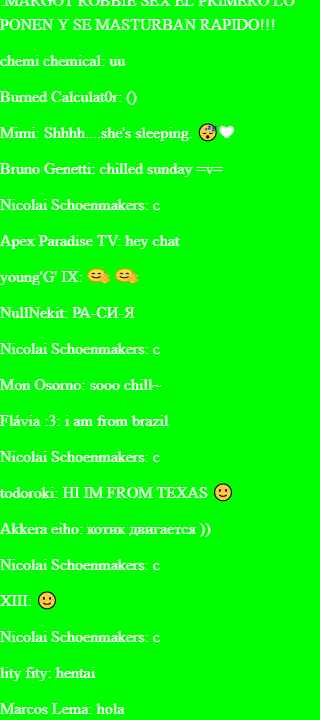 .MARGOT ROBBIE SEX EL PRIMERO LO
PONEN Y SE MASTURBAN RAPIDO!!!
chemi chemical: uu
Burned Calculat0r: ()
Mimi: Shhhh....she's sleeping. 😴🤍
Bruno Genetti: chilled sunday =v=
Nicolai Schoenmakers: c
Apex Paradise TV: hey chat
young'G' IX: 🤗 🤗
NullNekit: РА-СИ-Я
Nicolai Schoenmakers: c
Mon Osorno: sooo chill~
Flávia :3: i am from brazil
Nicolai Schoenmakers: c
todoroki: HI IM FROM TEXAS 🙂
Akkera eiho: котик двигается ))
Nicolai Schoenmakers: c
XIII: 🙂
Nicolai Schoenmakers: c
lity fity: hentai
Marcos Lema: hola